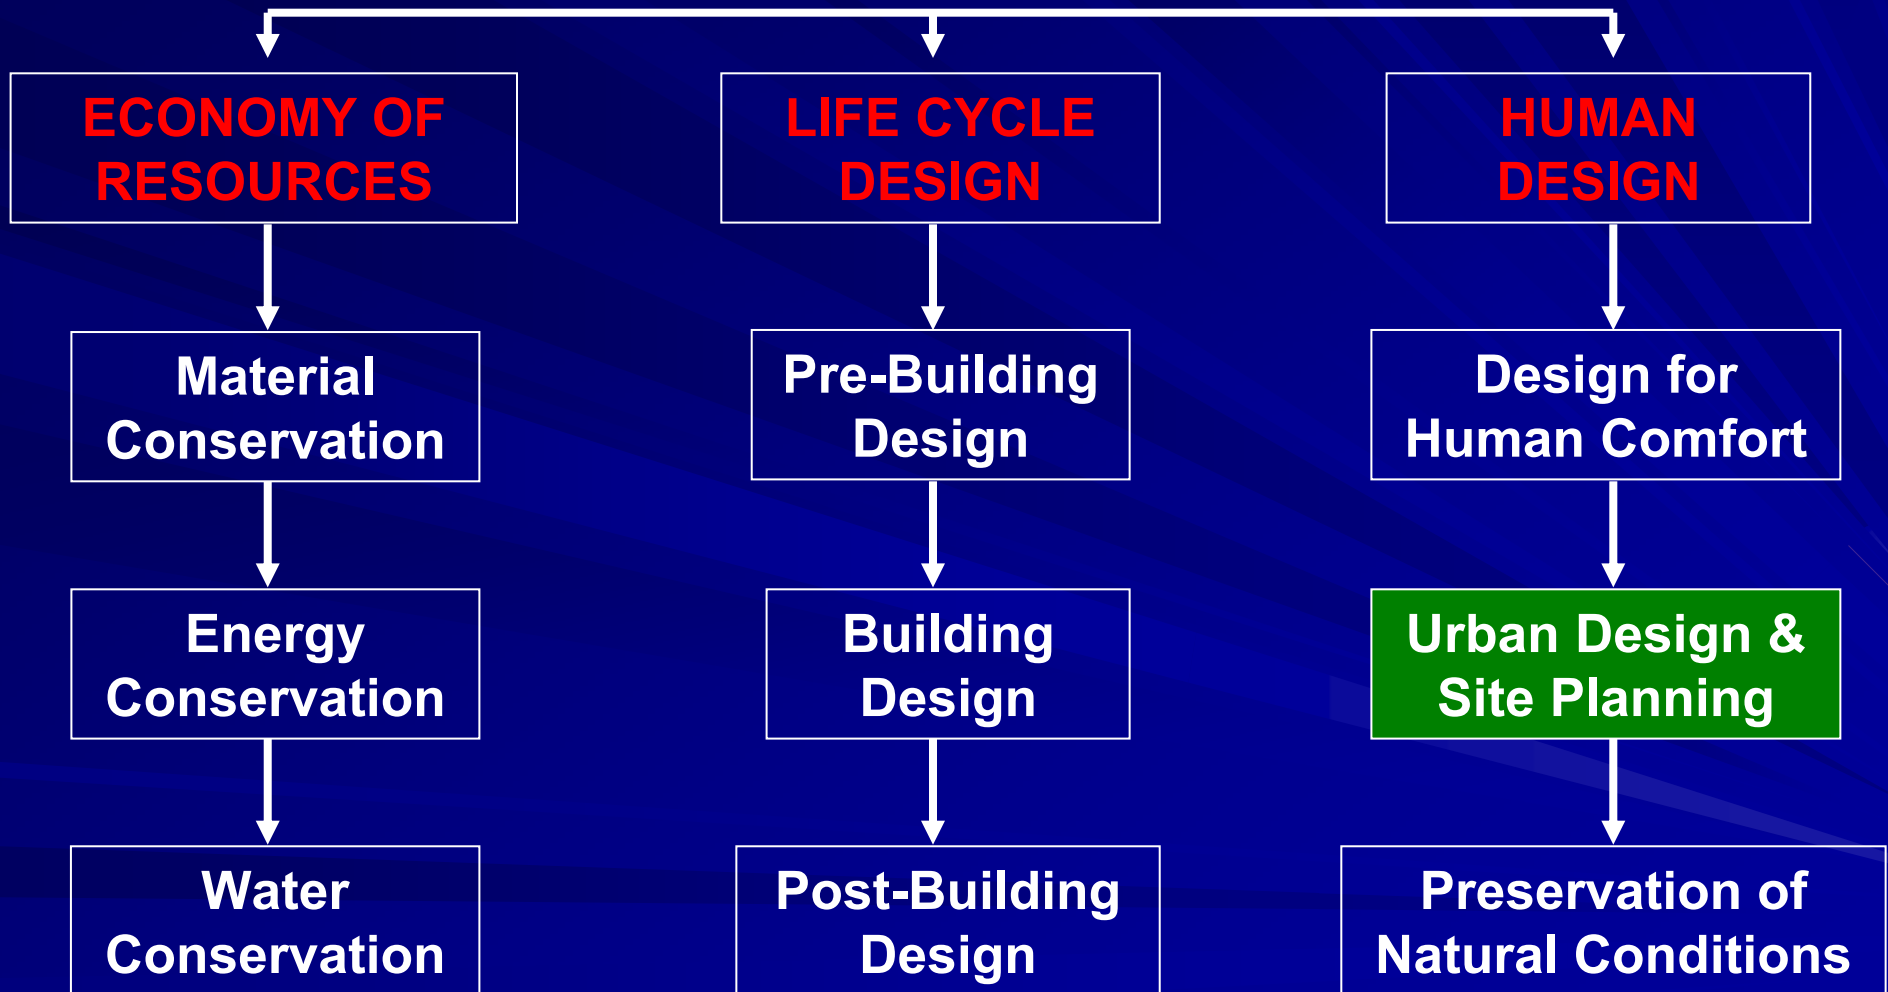 ECONOMY OF
RESOURCES
LIFE CYCLE
DESIGN
HUMAN
DESIGN
Material
Conservation
Pre-Building
Design
Design for
Human Comfort
Energy
Conservation
Building
Design
Urban Design &
Site Planning
Water
Conservation
Post-Building
Design
Preservation of
Natural Conditions